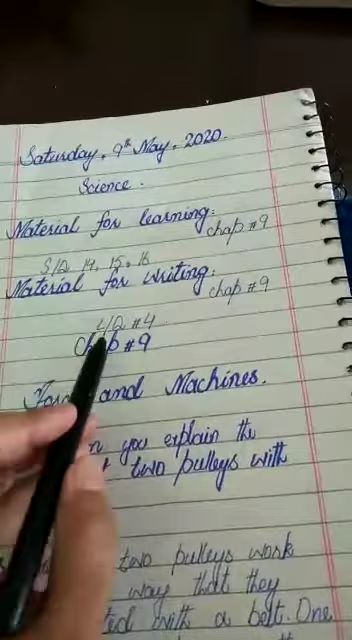 Saturday, 9th May, 2020.
Science.
Material for learning:
chap #9
S/Q 14, 15, 16
Material for writing:
chap #9
L/Q #4
Chap #9
and Machines.
you explain the
two pulleys with
two pulleys work
way that they
with a belt. One